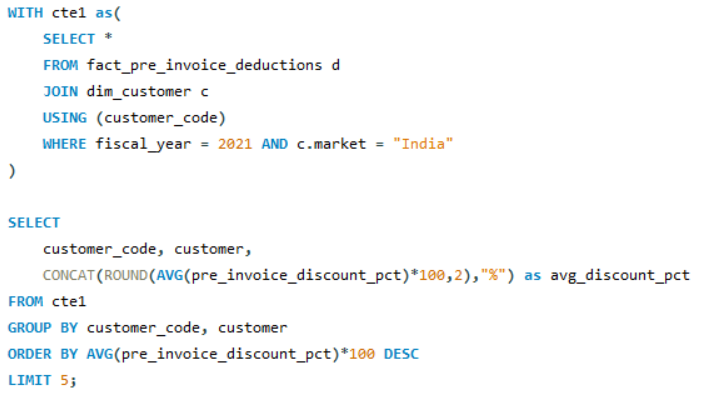 WITH cte1 as(
    SELECT *
    FROM fact_pre_invoice_deductions d
    JOIN dim_customer c
    USING (customer_code)
    WHERE fiscal_year = 2021 AND c.market = "India"
)
SELECT
    customer_code, customer,
    CONCAT(ROUND(AVG(pre_invoice_discount_pct)*100,2),"%") as avg_discount_pct
FROM cte1
GROUP BY customer_code, customer
ORDER BY AVG(pre_invoice_discount_pct)*100 DESC
LIMIT 5;